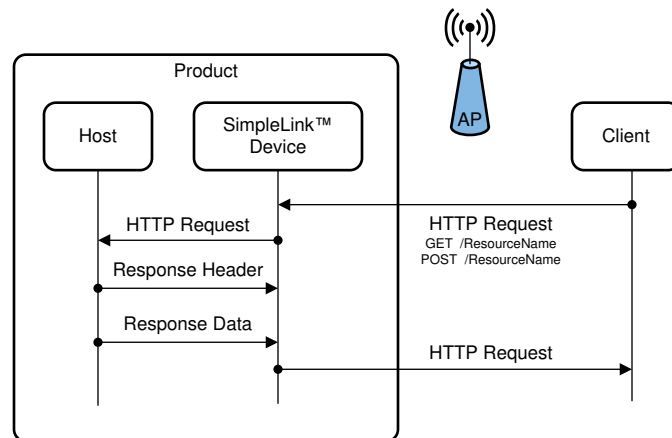 Product
AP
Host
SimpleLink™
Device
Client
HTTP Request
GET /ResourceName
POST /ResourceName
HTTP Request
Response Header
Response Data
HTTP Request